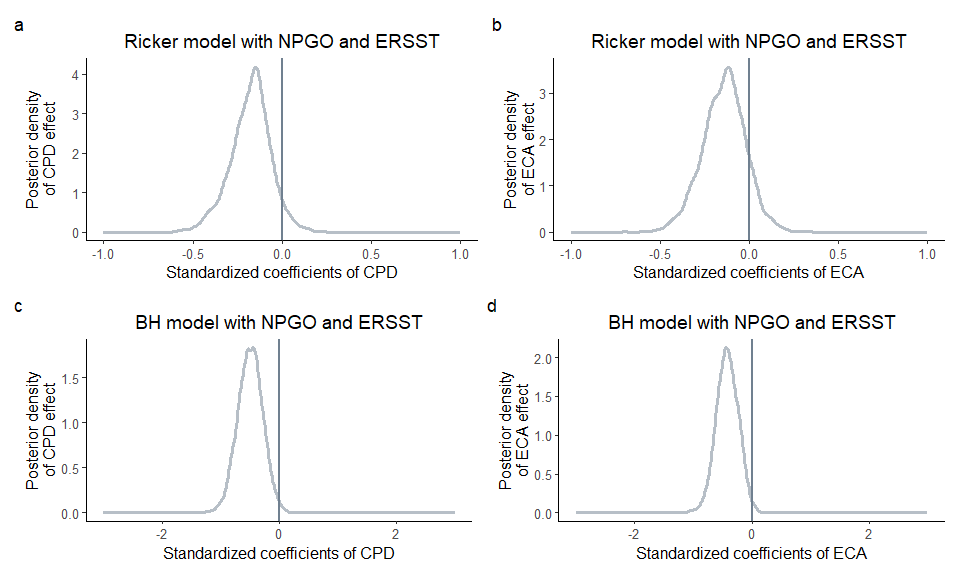 a
Ricker model with NPGO and ERSST
Posterior density
of CPD effect
4
3
2
1
0
-1.0 -0.5 0.0 0.5 1.0
Standardized coefficients of CPD
b
Ricker model with NPGO and ERSST
Posterior density
of ECA effect
3
2
1
0
-1.0 -0.5 0.0 0.5 1.0
Standardized coefficients of ECA
c
BH model with NPGO and ERSST
Posterior density
of CPD effect
1.5
1.0
0.5
0.0
-2 0 2
Standardized coefficients of CPD
d
BH model with NPGO and ERSST
Posterior density
of ECA effect
2.0
1.5
1.0
0.5
0.0
-2 0 2
Standardized coefficients of ECA